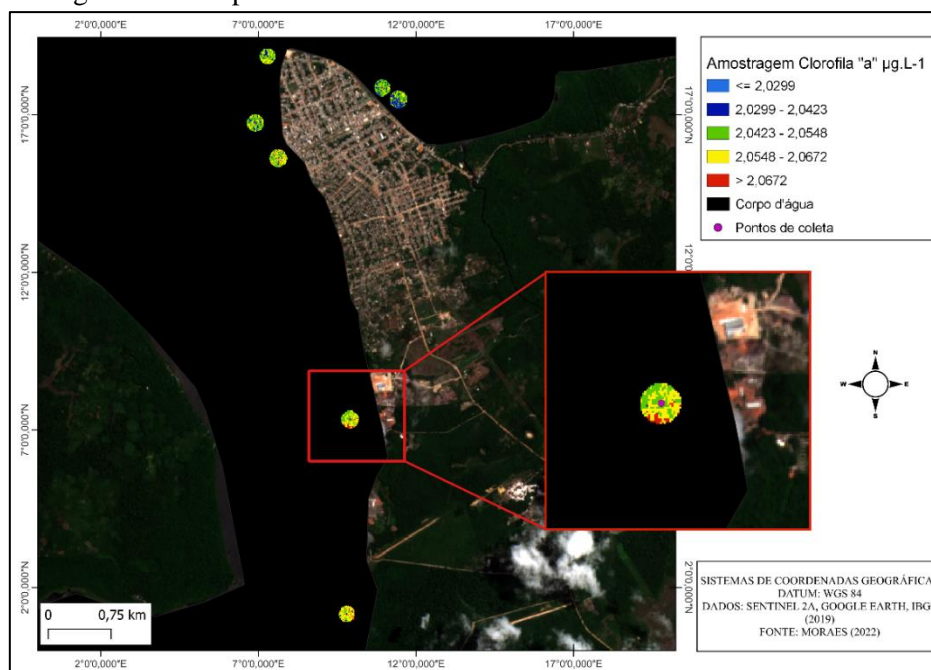 2°0'0,000"E 7°0'0,000"E 12°0'0,000"E 17°0'0,000"E
17°0'0,000"N
12°0'0,000"N
7°0'0,000"N
2°0'0,000"N
17°0'0,000"N
2°0'0,000"N
Amostragem Clorofila "a" µg.L-1
<= 2,0299
2,0299 - 2,0423
2,0423 - 2,0548
2,0548 - 2,0672
> 2,0672
Corpo d'água
Pontos de coleta
N
W E
S
0 0,75 km
2°0'0,000"E 7°0'0,000"E 12°0'0,000"E 17°0'0,000"E
SISTEMAS DE COORDENADAS GEOGRÁFICA
DATUM: WGS 84
DADOS: SENTINEL 2A, GOOGLE EARTH, IBG
(2019)
FONTE: MORAES (2022)